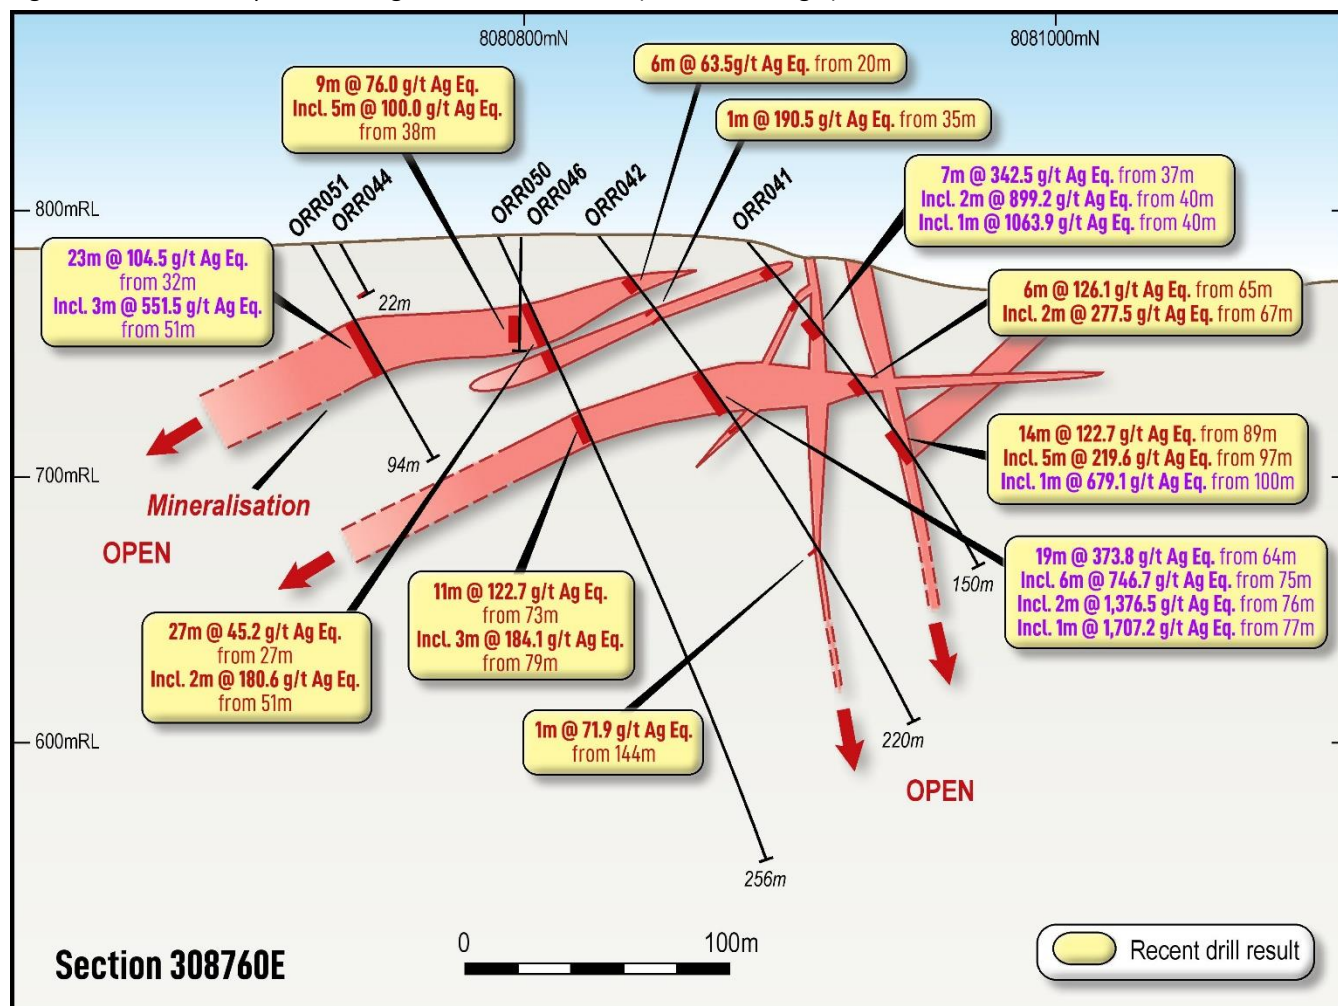 8080800mN
8081000mN
6m @ 63.5g/t Ag Eq. from 20m
9m @ 76.0 g/t Ag Eq.
Incl. 5m @ 100.0 g/t Ag Eq.
from 38m
1m @ 190.5 g/t Ag Eq. from 35m
ORR051
ORR044
ORR050
ORR046
ORR042
ORR041
7m @ 342.5 g/t Ag Eq. from 37m
Incl. 2m @ 899.2 g/t Ag Eq. from 40m
Incl. 1m @ 1063.9 g/t Ag Eq. from 40m
800mRL
23m @ 104.5 g/t Ag Eq.
from 32m
Incl. 3m @ 551.5 g/t Ag Eq.
from 51m
22m
6m @ 126.1 g/t Ag Eq. from 65m
Incl. 2m @ 277.5 g/t Ag Eq. from 67m
14m @ 122.7 g/t Ag Eq. from 89m
Incl. 5m @ 219.6 g/t Ag Eq. from 97m
Incl. 1m @ 679.1 g/t Ag Eq. from 100m
94m
700mRL
Mineralisation
OPEN
19m @ 373.8 g/t Ag Eq. from 64m
Incl. 6m @ 746.7 g/t Ag Eq. from 75m
Incl. 2m @ 1,376.5 g/t Ag Eq. from 76m
Incl. 1m @ 1,707.2 g/t Ag Eq. from 77m
150m
11m @ 122.7 g/t Ag Eq.
from 73m
Incl. 3m @ 184.1 g/t Ag Eq.
from 79m
27m @ 45.2 g/t Ag Eq.
from 27m
Incl. 2m @ 180.6 g/t Ag Eq.
from 51m
1m @ 71.9 g/t Ag Eq.
from 144m
600mRL
220m
OPEN
256m
Section 308760E
0
100m
Recent drill result